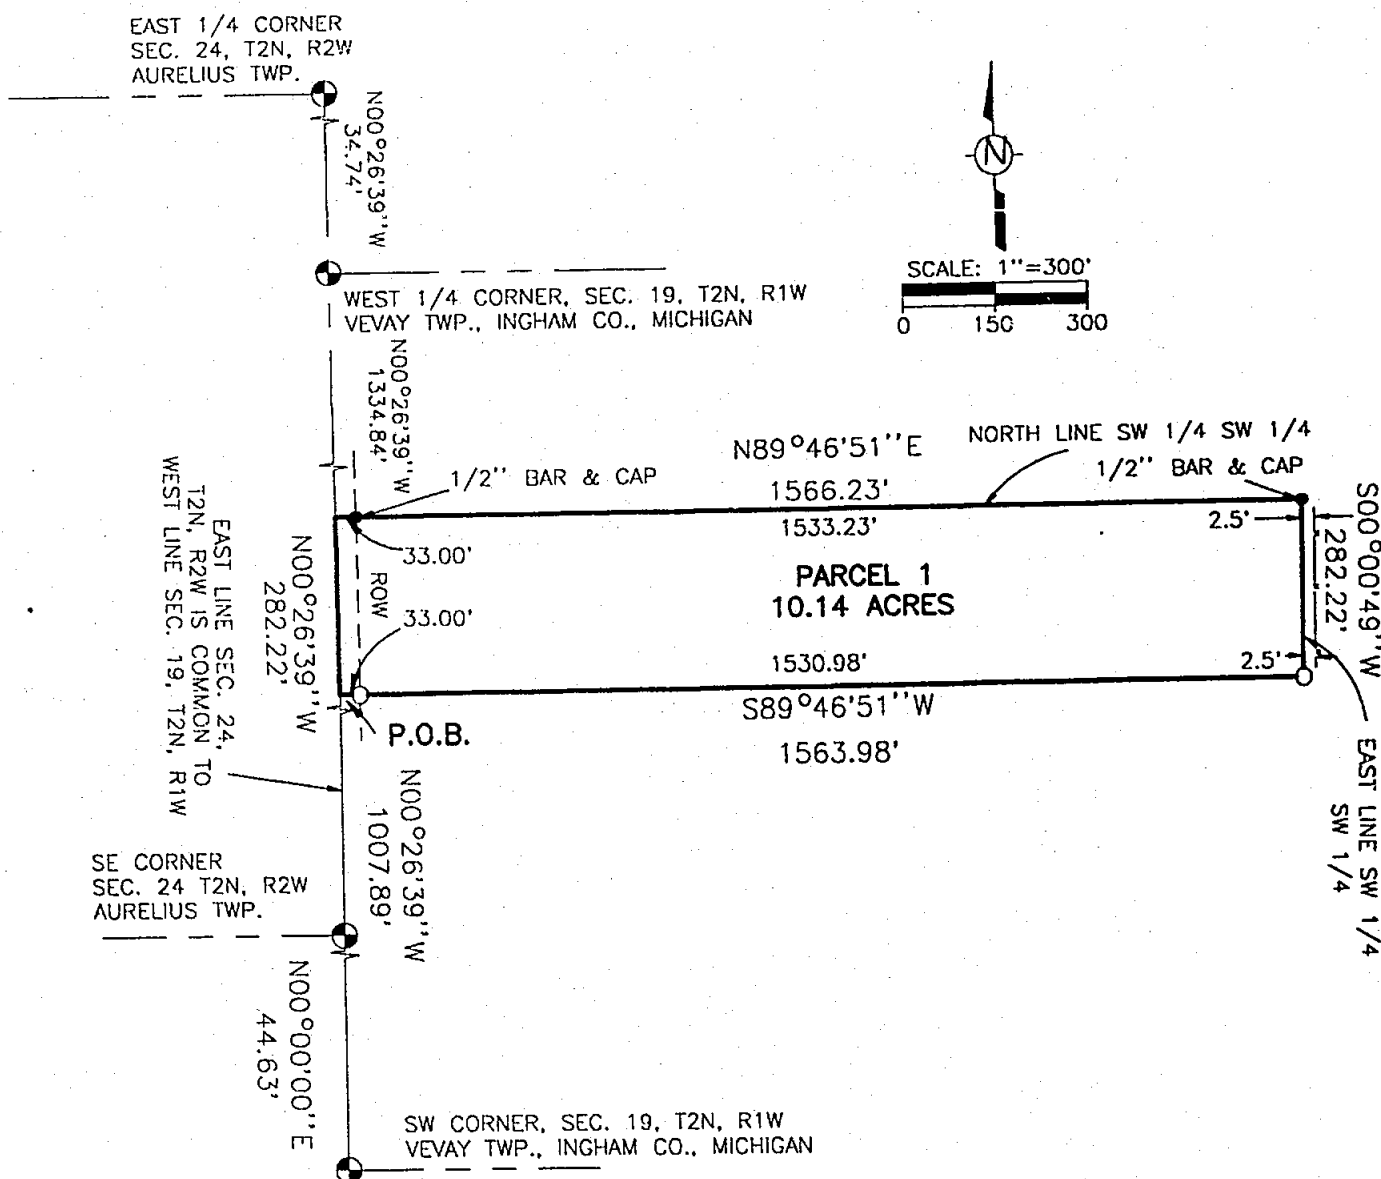 EAST 1/4 CORNER
SEC. 24, T2N, R2W
AURELIUS TWP.
N00°26'39''W
34.74'
N
SCALE: 1''=300'
0 150 300
WEST 1/4 CORNER, SEC. 19, T2N, R1W
VEVAY TWP., INGHAM CO., MICHIGAN
N00°26'39''W
1334.84'
1/2'' BAR & CAP
N89°46'51''E
1566.23'
1533.23'
NORTH LINE SW 1/4 SW 1/4
1/2'' BAR & CAP
2.5'
S00°00'49''W
282.22'
33.00'
ROW
33.00'
PARCEL 1
10.14 ACRES
N00°26'39''W
282.22'
EAST LINE SEC. 24,
T2N, R2W IS COMMON TO
WEST LINE SEC. 19, T2N, R1W
1530.98'
2.5'
S89°46'51''W
1563.98'
P.O.B.
EAST LINE SW 1/4
SW 1/4
N00°26'39''W
1007.89'
SE CORNER
SEC. 24 T2N, R2W
AURELIUS TWP.
N00°00'00''E
44.63'
SW CORNER, SEC. 19, T2N, R1W
VEVAY TWP., INGHAM CO., MICHIGAN